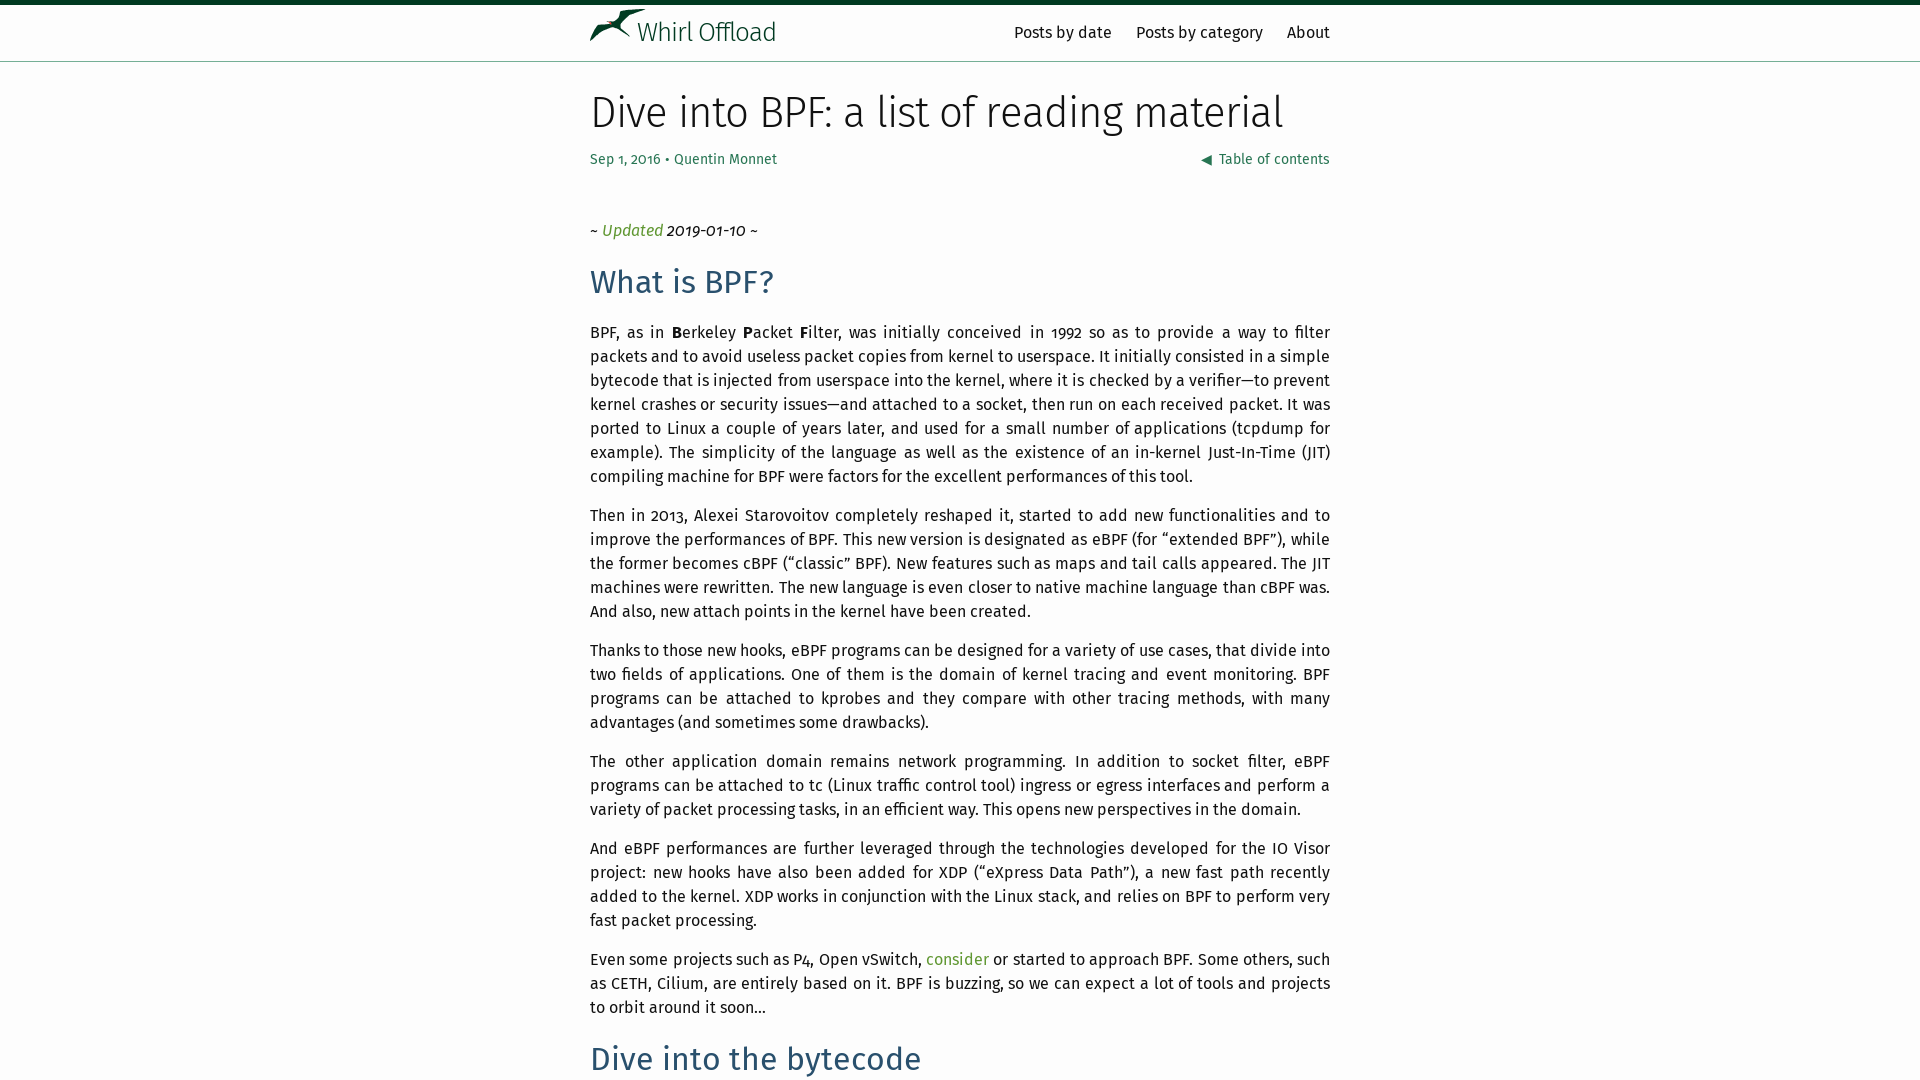 Whirl Offload
Posts by date
Posts by category
About
Dive into BPF: a list of reading material
Sep 1, 2016 • Quentin Monnet
◀ Table of contents
~ Updated 2019-01-10 ~
What is BPF?
BPF, as in Berkeley Packet Filter, was initially conceived in 1992 so as to provide a way to filter
packets and to avoid useless packet copies from kernel to userspace. It initially consisted in a simple
bytecode that is injected from userspace into the kernel, where it is checked by a verifier—to prevent
kernel crashes or security issues—and attached to a socket, then run on each received packet. It was
ported to Linux a couple of years later, and used for a small number of applications (tcpdump for
example). The simplicity of the language as well as the existence of an in-kernel Just-In-Time (JIT)
compiling machine for BPF were factors for the excellent performances of this tool.
Then in 2013, Alexei Starovoitov completely reshaped it, started to add new functionalities and to
improve the performances of BPF. This new version is designated as eBPF (for “extended BPF”), while
the former becomes cBPF (“classic” BPF). New features such as maps and tail calls appeared. The JIT
machines were rewritten. The new language is even closer to native machine language than cBPF was.
And also, new attach points in the kernel have been created.
Thanks to those new hooks, eBPF programs can be designed for a variety of use cases, that divide into
two fields of applications. One of them is the domain of kernel tracing and event monitoring. BPF
programs can be attached to kprobes and they compare with other tracing methods, with many
advantages (and sometimes some drawbacks).
The other application domain remains network programming. In addition to socket filter, eBPF
programs can be attached to tc (Linux traffic control tool) ingress or egress interfaces and perform a
variety of packet processing tasks, in an efficient way. This opens new perspectives in the domain.
And eBPF performances are further leveraged through the technologies developed for the IO Visor
project: new hooks have also been added for XDP (“eXpress Data Path”), a new fast path recently
added to the kernel. XDP works in conjunction with the Linux stack, and relies on BPF to perform very
fast packet processing.
Even some projects such as P4, Open vSwitch, consider or started to approach BPF. Some others, such
as CETH, Cilium, are entirely based on it. BPF is buzzing, so we can expect a lot of tools and projects
to orbit around it soon…
Dive into the bytecode